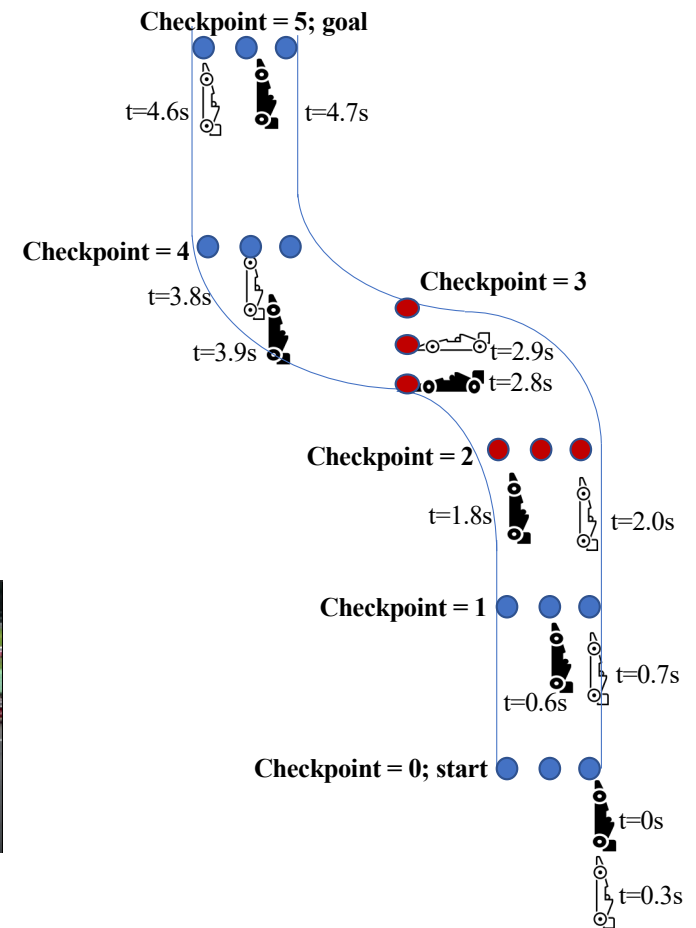 Checkpoint = 5; goal
t=4.6s
t=4.7s
Checkpoint = 4
Checkpoint = 3
t=3.8s
t=3.9s
t=2.9s
t=2.8s
Checkpoint = 2
t=1.8s
t=2.0s
Checkpoint = 1
t=0.7s
t=0.6s
Checkpoint = 0; start
t=0s
t=0.3s